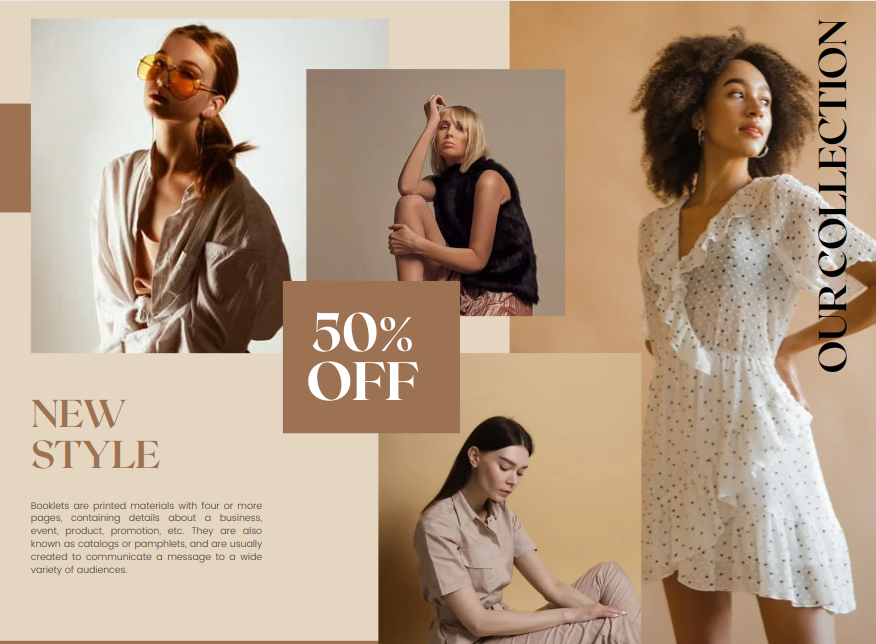 OUR COLLECTION
50%
OFF
NEW
STYLE
Booklets are printed materials with four or more
pages, containing details about a business,
event, product, promotion, etc. They are also
known as catalogs or pamphlets, and are usually
created to communicate a message to a wide
variety of audiences.